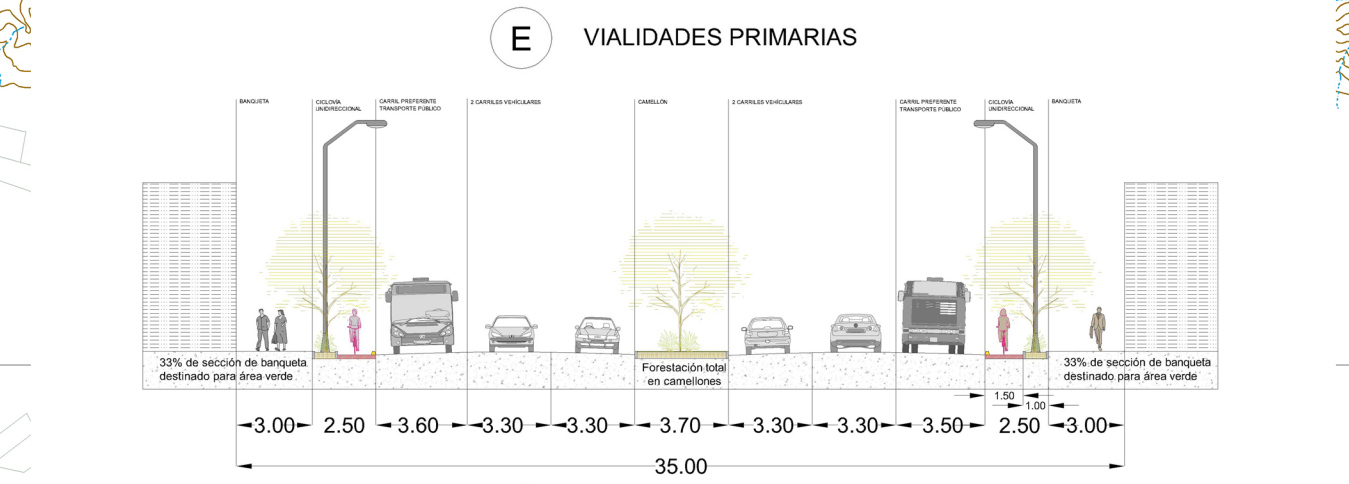 E
VIALIDADES PRIMARIAS
BANQUETA
CICLOVÍA
UNIDIRECCIONAL
CARRIL PREFERENTE
TRANSPORTE PÚBLICO
2 CARRILES VEHÍCULARES
CAMELLÓN
2 CARRILES VEHÍCULARES
CARRIL PREFERENTE
TRANSPORTE PÚBLICO
CICLOVÍA
UNIDIRECCIONAL
BANQUETA
33% de sección de banqueta
destinado para área verde
Forestación total
en camellones
33% de sección de banqueta
destinado para área verde
1.50
1.00
3.00 2.50 3.60 3.30 3.30 3.70 3.30 3.30 3.50 2.50 3.00
35.00